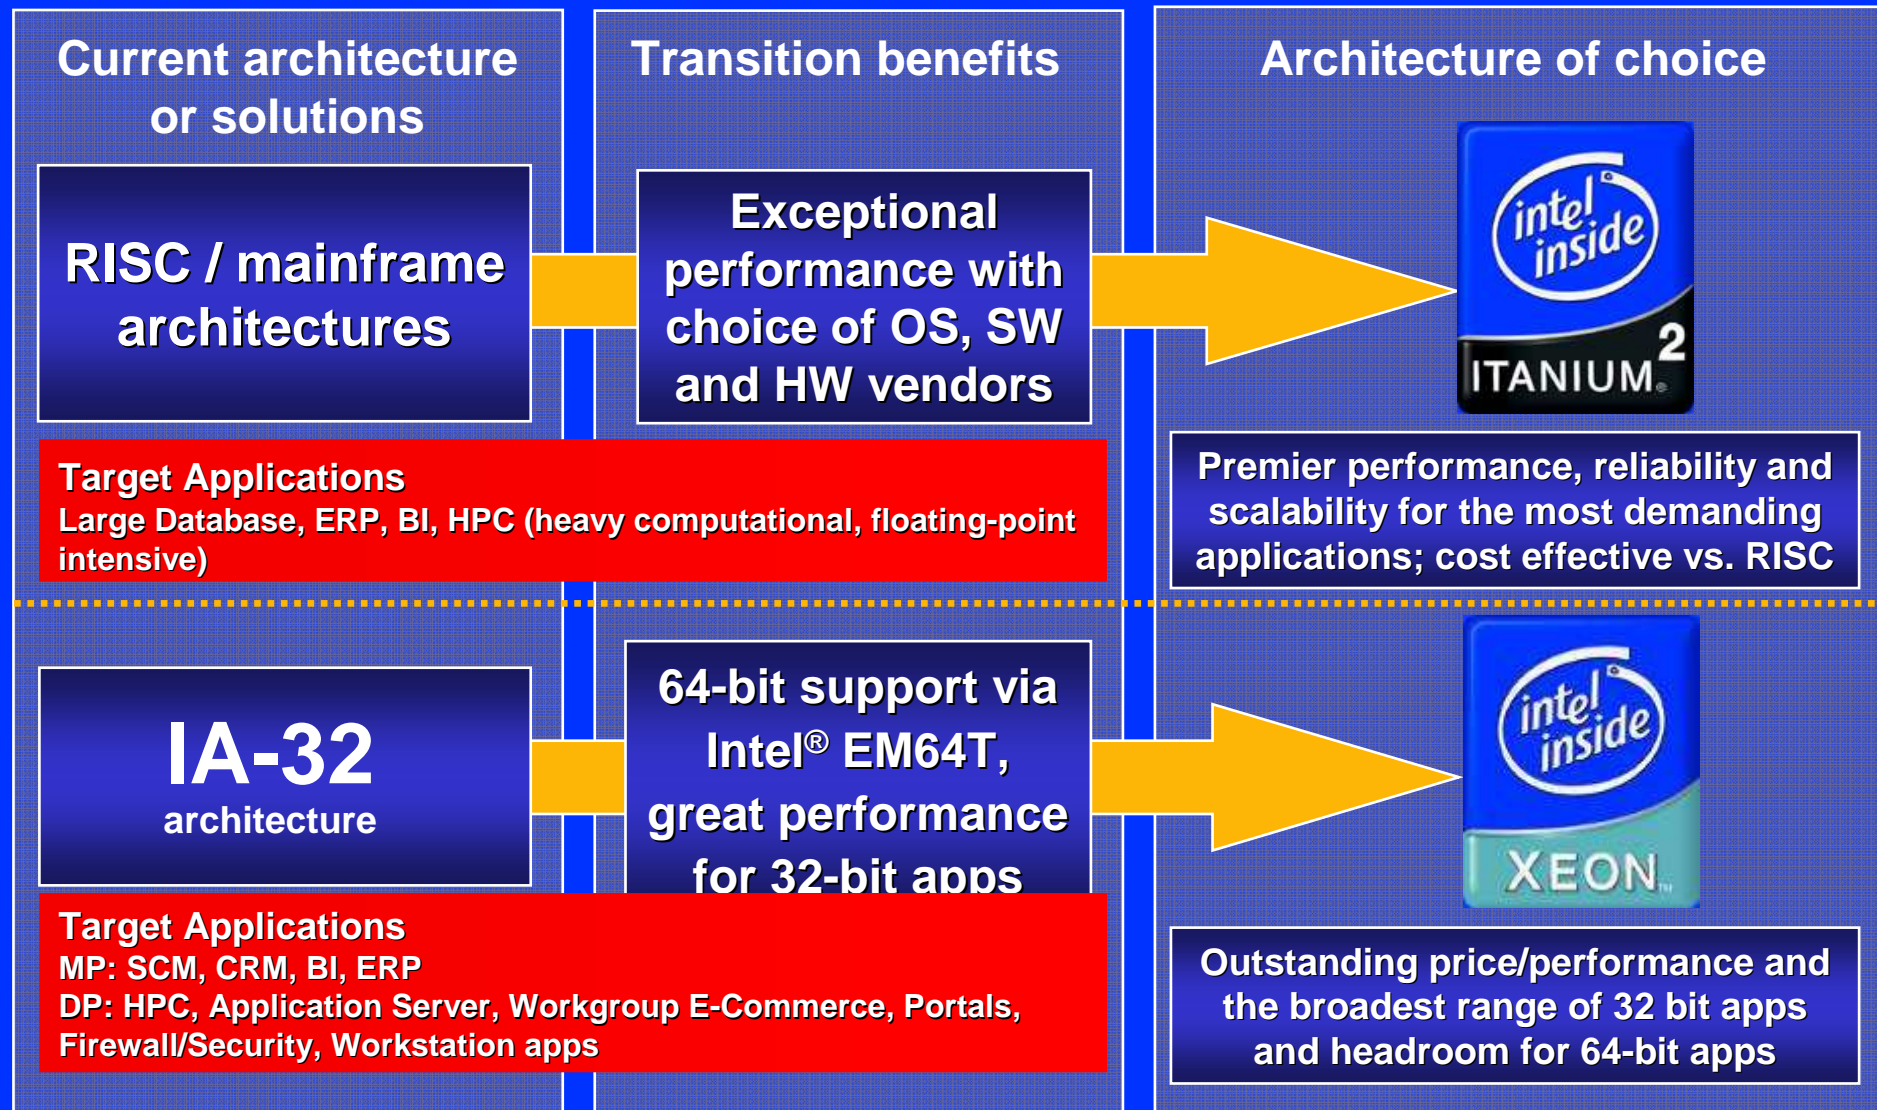 Current architecture
or solutions
Transition benefits
Architecture of choice
RISC / mainframe
architectures
Exceptional
performance with
choice of OS, SW
and HW vendors
intel
inside
ITANIUM® 2
Target Applications
Large Database, ERP, BI, HPC (heavy computational, floating-point
intensive)
Premier performance, reliability and
scalability for the most demanding
applications; cost effective vs. RISC
IA-32
architecture
64-bit support via
Intel® EM64T,
great performance
for 32-bit apps
intel
inside
XEON™
Target Applications
MP: SCM, CRM, BI, ERP
DP: HPC, Application Server, Workgroup E-Commerce, Portals,
Firewall/Security, Workstation apps
Outstanding price/performance and
the broadest range of 32 bit apps
and headroom for 64-bit apps